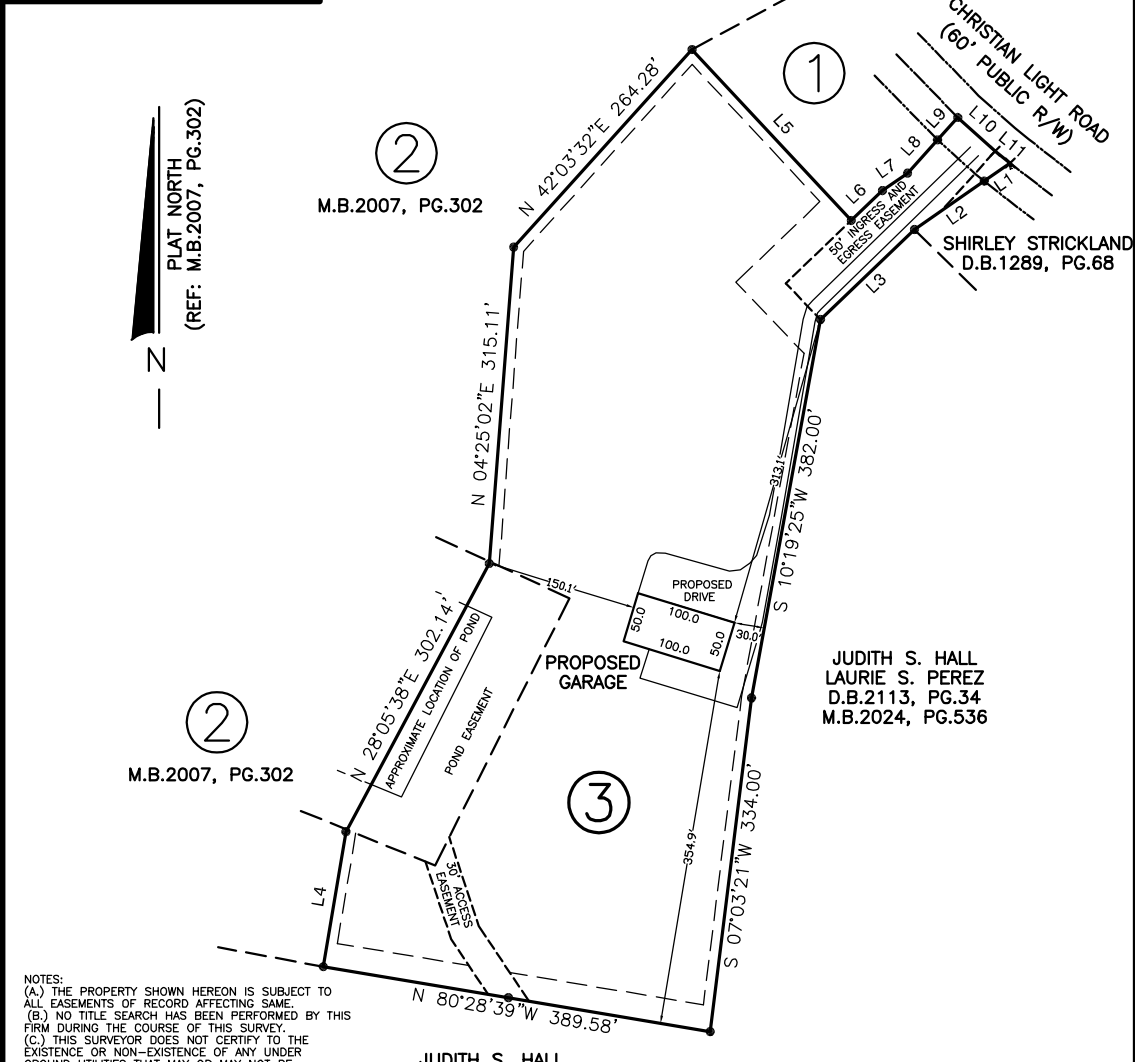 CHRISTIAN LIGHT ROAD
(60' PUBLIC R/W)
1
L5
L9
L10
L11
L8
L7
L6
L1
L2
L3
50' INGRESS AND
EGRESS EASEMENT
SHIRLEY STRICKLAND
D.B.1289, PG.68
N 42°03'32"E 264.28'
2
M.B.2007, PG.302
PLAT NORTH
(REF: M.B.2007, PG.302)
N
N 04°25'02"E 315.11'
S 10°19'25"W 382.00'
313.1'
150.1'
PROPOSED
DRIVE
100.0
50.0
100.0
50.0
30.0'
PROPOSED
GARAGE
JUDITH S. HALL
LAURIE S. PEREZ
D.B.2113, PG.34
M.B.2024, PG.536
N 28°05'38"E 302.14'
APPROXIMATE LOCATION OF POND
POND EASEMENT
2
M.B.2007, PG.302
3
354.9'
S 07°03'21"W 334.00'
30' ACCESS
EASEMENT
L4
N 80°28'39"W 389.58'
NOTES:
(A.) THE PROPERTY SHOWN HEREON IS SUBJECT TO
ALL EASEMENTS OF RECORD AFFECTING SAME.
(B.) NO TITLE SEARCH HAS BEEN PERFORMED BY THIS
FIRM DURING THE COURSE OF THIS SURVEY.
(C.) THIS SURVEYOR DOES NOT CERTIFY TO THE
EXISTENCE OR NON-EXISTENCE OF ANY UNDER
GROUND UTILITIES THAT MAY OR MAY NOT BE
JUDITH S. HALL